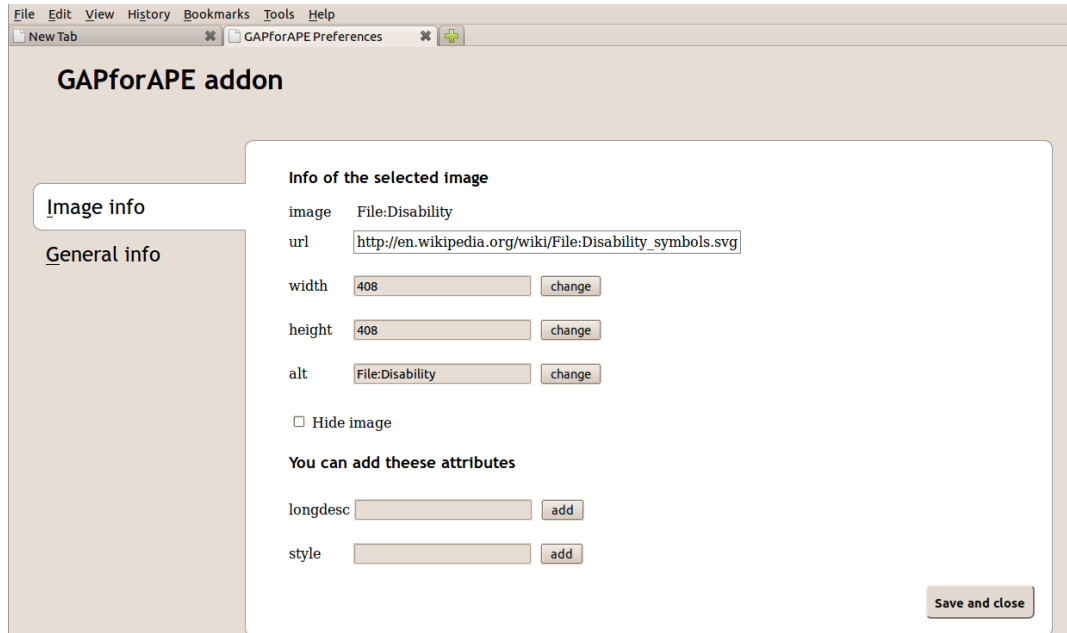 File Edit View History Bookmarks Tools Help
New Tab GAPforAPE Preferences
GAPforAPE addon
Image info
General info
Info of the selected image
image File:Disability
url http://en.wikipedia.org/wiki/File:Disability_symbols.svg
width 408 change
height 408 change
alt File:Disability change
Hide image
You can add theese attributes
longdesc add
style add
Save and close